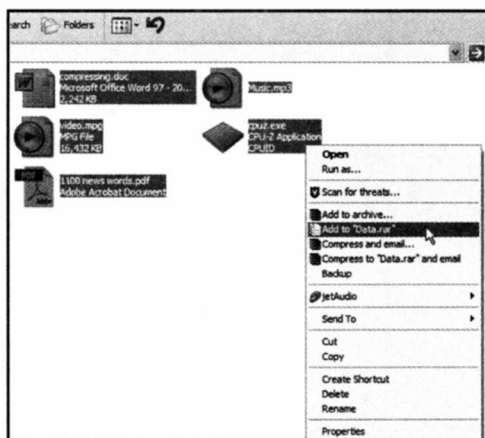 arch
Folders
compressing.doc
Microsoft Office Word 97 - 20...
2,242 KB
Music.mp3
video.mpg
MPG File
16,432 KB
cpuz.exe
CPU-Z Application
CPUID
1100 news words.pdf
Adobe Acrobat Document
Open
Run as...
Scan for threats...
Add to archive...
Add to "Data.rar"
Compress and email...
Compress to "Data.rar" and email
Backup
jetAudio
Send To
Cut
Copy
Create Shortcut
Delete
Rename
Properties